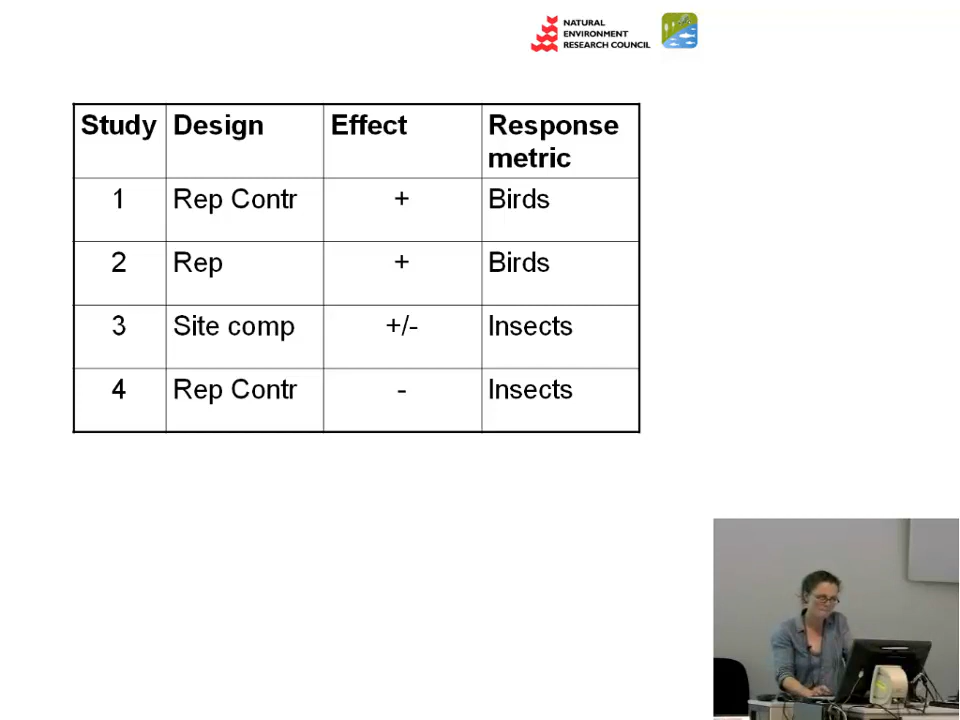 NATURAL
ENVIRONMENT
RESEARCH COUNCIL
Study Design Effect Response metric
1 Rep Contr + Birds
2 Rep + Birds
3 Site comp +/- Insects
4 Rep Contr - Insects